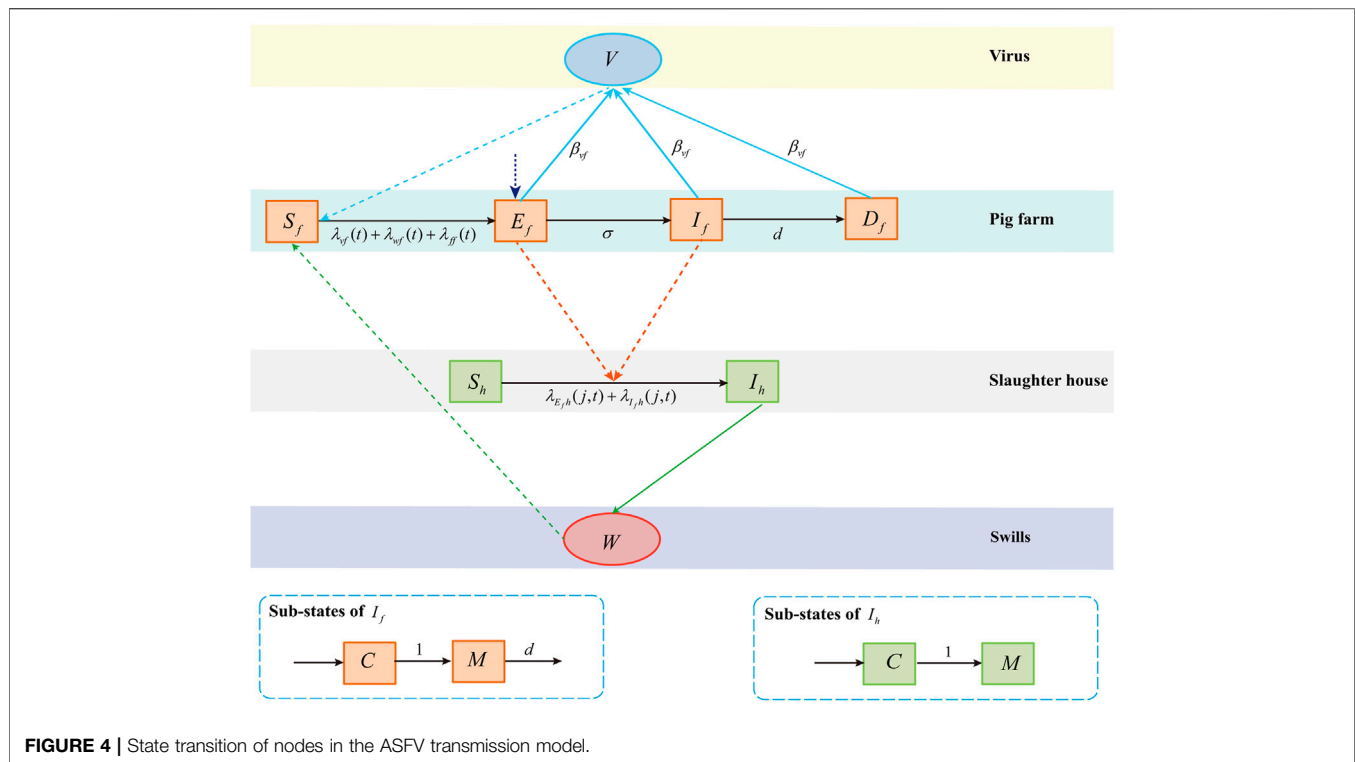 V
Virus
β_vf
β_vf
β_vf
S_f
E_f
I_f
D_f
Pig farm
λ_vf(t) + λ_wf(t) + λ_ff(t)
σ
d
S_h
I_h
Slaughter house
λ_{E_f h}(j,t) + λ_{I_f h}(j,t)
W
Swills
Sub-states of I_f
C
1
M
d
Sub-states of I_h
C
1
M
FIGURE 4 | State transition of nodes in the ASFV transmission model.